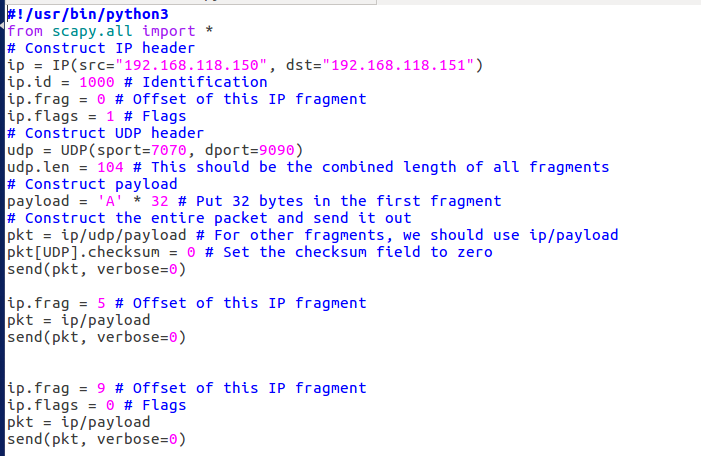 #!/usr/bin/python3
from scapy.all import *
# Construct IP header
ip = IP(src="192.168.118.150", dst="192.168.118.151")
ip.id = 1000 # Identification
ip.frag = 0 # Offset of this IP fragment
ip.flags = 1 # Flags
# Construct UDP header
udp = UDP(sport=7070, dport=9090)
udp.len = 104 # This should be the combined length of all fragments
# Construct payload
payload = 'A' * 32 # Put 32 bytes in the first fragment
# Construct the entire packet and send it out
pkt = ip/udp/payload # For other fragments, we should use ip/payload
pkt[UDP].checksum = 0 # Set the checksum field to zero
send(pkt, verbose=0)

ip.frag = 5 # Offset of this IP fragment
pkt = ip/payload
send(pkt, verbose=0)


ip.frag = 9 # Offset of this IP fragment
ip.flags = 0 # Flags
pkt = ip/payload
send(pkt, verbose=0)